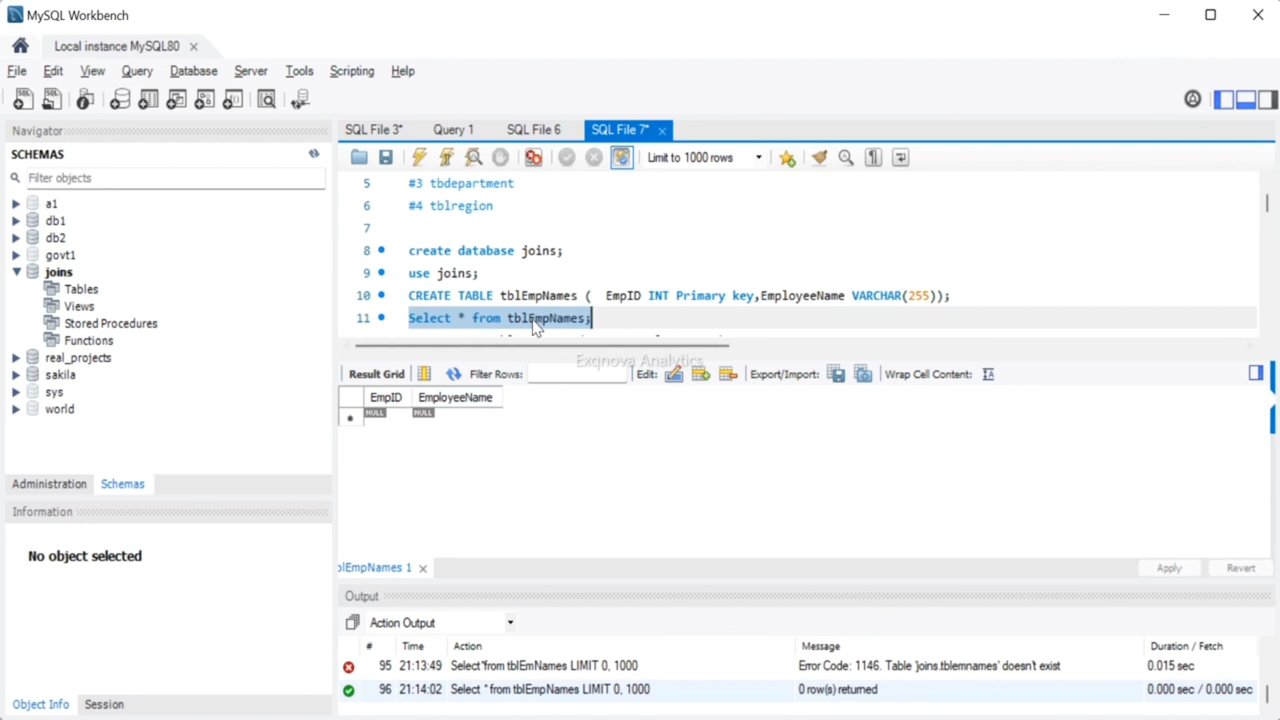 MySQL Workbench
Local instance MySQL80
File Edit View Query Database Server Tools Scripting Help
Navigator
SCHEMAS
Filter objects
a1
db1
db2
govt1
joins
Tables
Views
Stored Procedures
Functions
real_projects
sakila
sys
world
Administration Schemas
Information
No object selected
Object Info Session
SQL File 3* Query 1 SQL File 6 SQL File 7*
Limit to 1000 rows
5 #3 tbdepartment
6 #4 tblregion
7
8 create database joins;
9 use joins;
10 CREATE TABLE tblEmpNames ( EmpID INT Primary key,EmployeeName VARCHAR(255));
11 Select * from tblEmpNames;
Exqnova Analytics
Result Grid Filter Rows: Edit: Export/Import: Wrap Cell Content:
EmpID EmployeeName
NULL NULL
blEmpNames 1 Apply Revert
Output
Action Output
# Time Action Message Duration / Fetch
95 21:13:49 Select *from tblEmNames LIMIT 0, 1000 Error Code: 1146. Table 'joins.tblemnames' doesn't exist 0.015 sec
96 21:14:02 Select * from tblEmpNames LIMIT 0, 1000 0 row(s) returned 0.000 sec / 0.000 sec